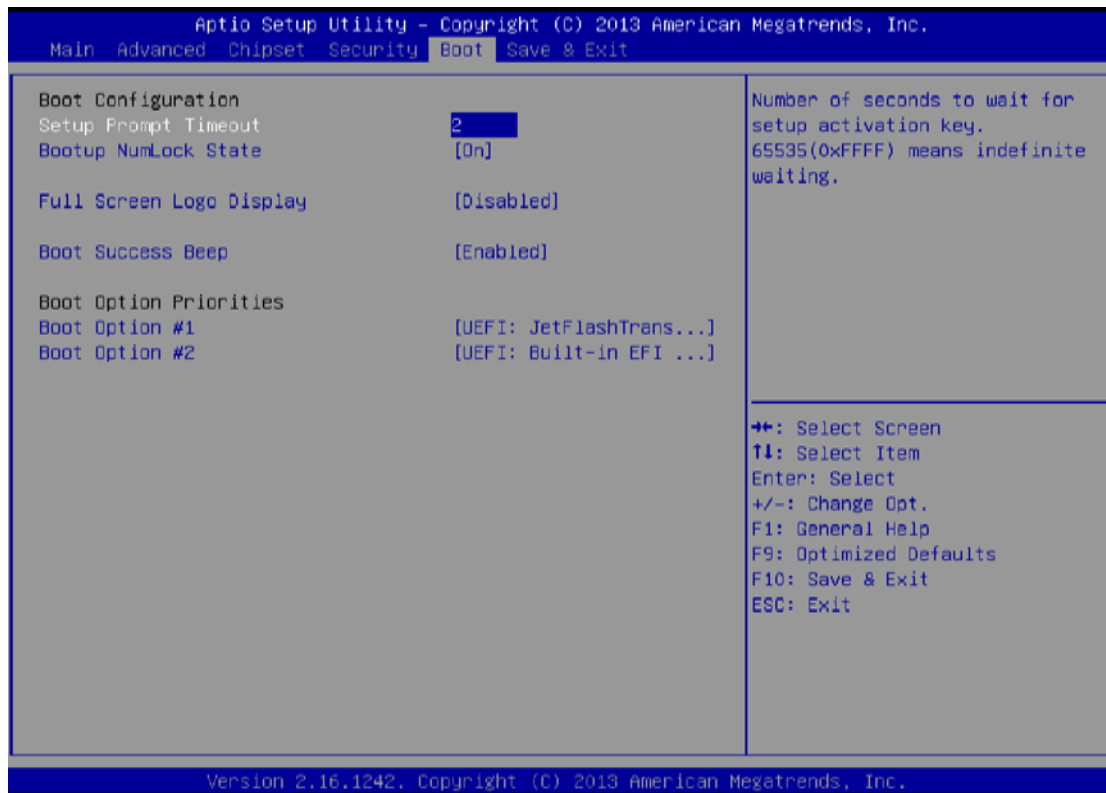 Aptio Setup Utility – Copyright (C) 2013 American Megatrends, Inc.
Main Advanced Chipset Security Boot Save & Exit
Boot Configuration
Setup Prompt Timeout 2
Bootup NumLock State [On]
Full Screen Logo Display [Disabled]
Boot Success Beep [Enabled]
Boot Option Priorities
Boot Option #1 [UEFI: JetFlashTrans...]
Boot Option #2 [UEFI: Built-in EFI ...]
Number of seconds to wait for
setup activation key.
65535(0xFFFF) means indefinite
waiting.
→←: Select Screen
↑↓: Select Item
Enter: Select
+/-: Change Opt.
F1: General Help
F9: Optimized Defaults
F10: Save & Exit
ESC: Exit
Version 2.16.1242. Copyright (C) 2013 American Megatrends, Inc.